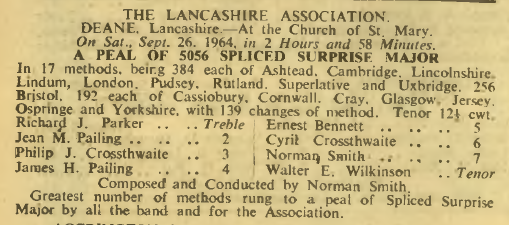 THE LANCASHIRE ASSOCIATION.
DEANE, Lancashire.—At the Church of St. Mary.
On Sat., Sept. 26, 1964, in 2 Hours and 58 Minutes.
A PEAL OF 5056 SPLICED SURPRISE MAJOR
In 17 methods, being 384 each of Ashtead, Cambridge, Lincolnshire,
Lindum, London, Pudsey, Rutland, Superlative and Uxbridge, 256
Bristol, 192 each of Cassiobury, Cornwall, Cray, Glasgow, Jersey,
Ospringe and Yorkshire, with 139 changes of method. Tenor 12½ cwt.
Richard J. Parker .. .. Treble Ernest Bennett .. .. .. 5
Jean M. Pailing .. .. .. 2 Cyril Crossthwaite .. .. 6
Philip J. Crossthwaite .. 3 Norman Smith .. .. .. 7
James H. Pailing .. .. 4 Walter E. Wilkinson .. Tenor
Composed and Conducted by Norman Smith.
Greatest number of methods rung to a peal of Spliced Surprise
Major by all the band and for the Association.